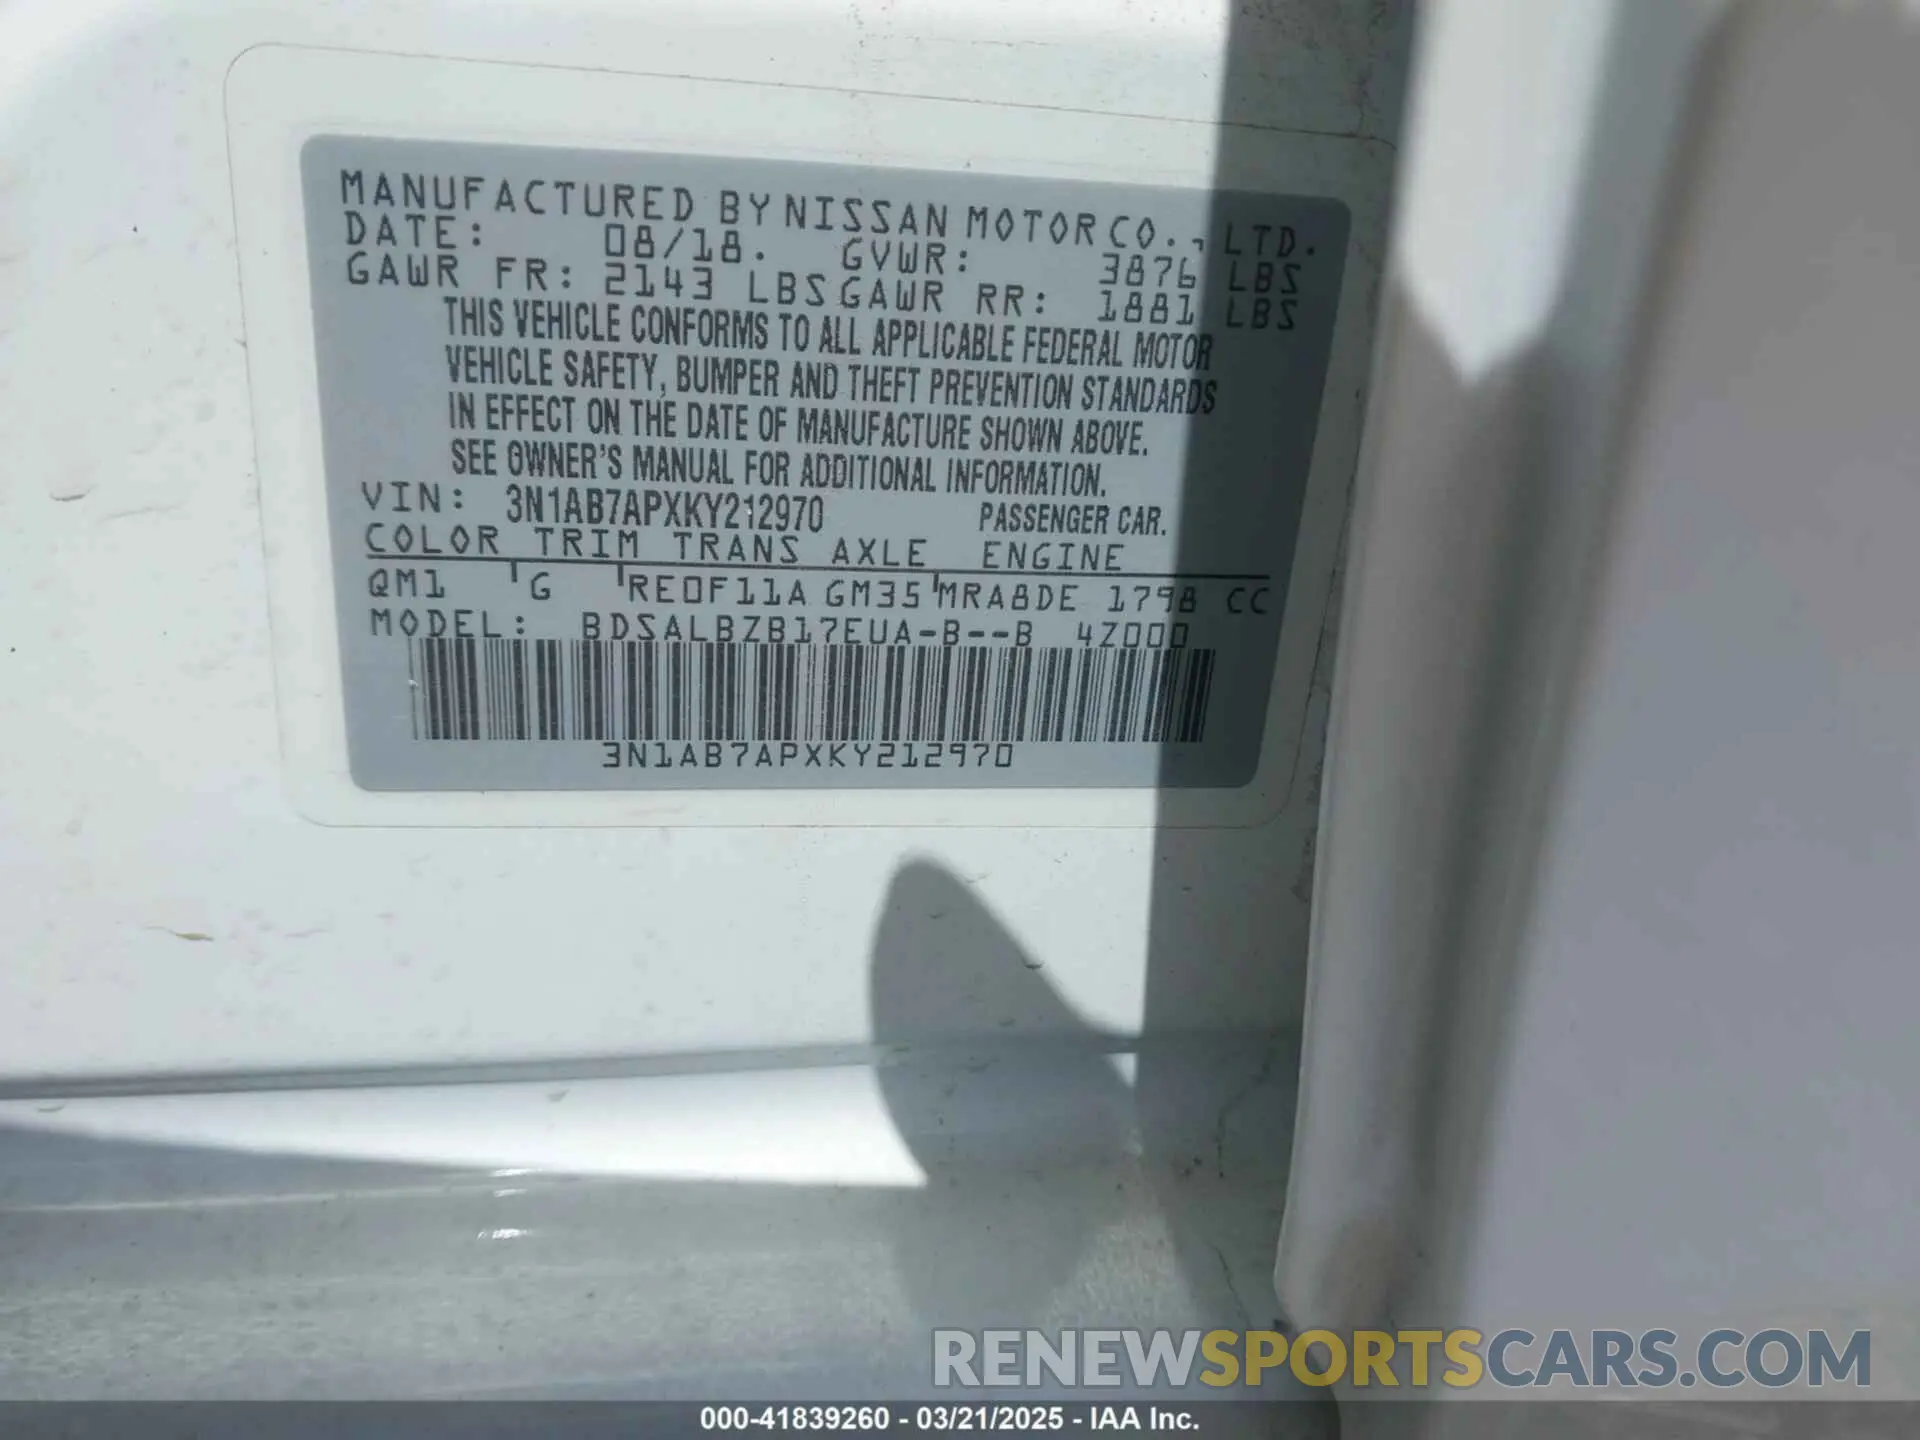 MANUFACTURED BY NISSAN MOTOR CO., LTD.
DATE: 08/18. GVWR: 3876 LBS
GAWR FR: 2143 LBS GAWR RR: 1881 LBS
THIS VEHICLE CONFORMS TO ALL APPLICABLE FEDERAL MOTOR
VEHICLE SAFETY, BUMPER AND THEFT PREVENTION STANDARDS
IN EFFECT ON THE DATE OF MANUFACTURE SHOWN ABOVE.
SEE OWNER'S MANUAL FOR ADDITIONAL INFORMATION.
VIN: 3N1AB7APXKY212970 PASSENGER CAR.
COLOR TRIM TRANS AXLE ENGINE
QM1 G RE0F11A GM35 MRA8DE 1798 CC
MODEL: BDSALBZB17EUA-B--B 4Z000
3N1AB7APXKY212970
RENEWSPORTSCARS.COM
000-41839260 - 03/21/2025 - IAA Inc.